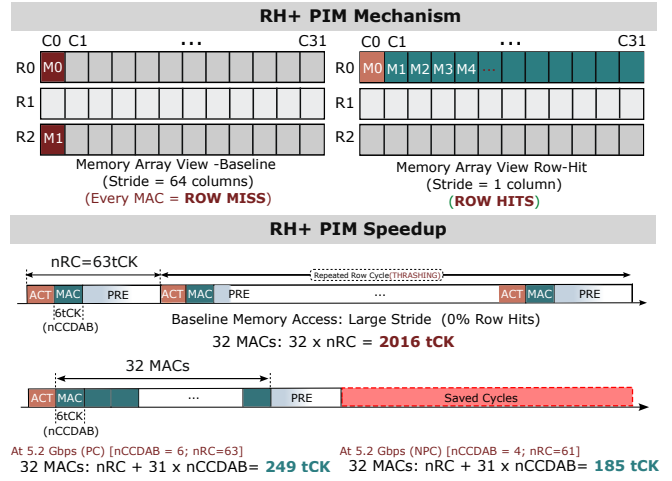 RH+ PIM Mechanism
C0 C1 ... C31
R0 M0
R1
R2 M1
Memory Array View -Baseline
(Stride = 64 columns)
(Every MAC = ROW MISS)
C0 C1 ... C31
R0 M0 M1 M2 M3 M4 ...
R1
R2
Memory Array View Row-Hit
(Stride = 1 column)
(ROW HITS)
RH+ PIM Speedup
nRC=63tCK
Repeated Row Cycle(THRASHING)
ACT MAC PRE ACT MAC PRE ... ACT MAC PRE
6tCK
(nCCDAB)
Baseline Memory Access: Large Stride (0% Row Hits)
32 MACs: 32 x nRC = 2016 tCK
32 MACs
ACT MAC ... PRE Saved Cycles
6tCK
(nCCDAB)
At 5.2 Gbps (PC) [nCCDAB = 6; nRC=63]
32 MACs: nRC + 31 x nCCDAB= 249 tCK
At 5.2 Gbps (NPC) [nCCDAB = 4; nRC=61]
32 MACs: nRC + 31 x nCCDAB= 185 tCK